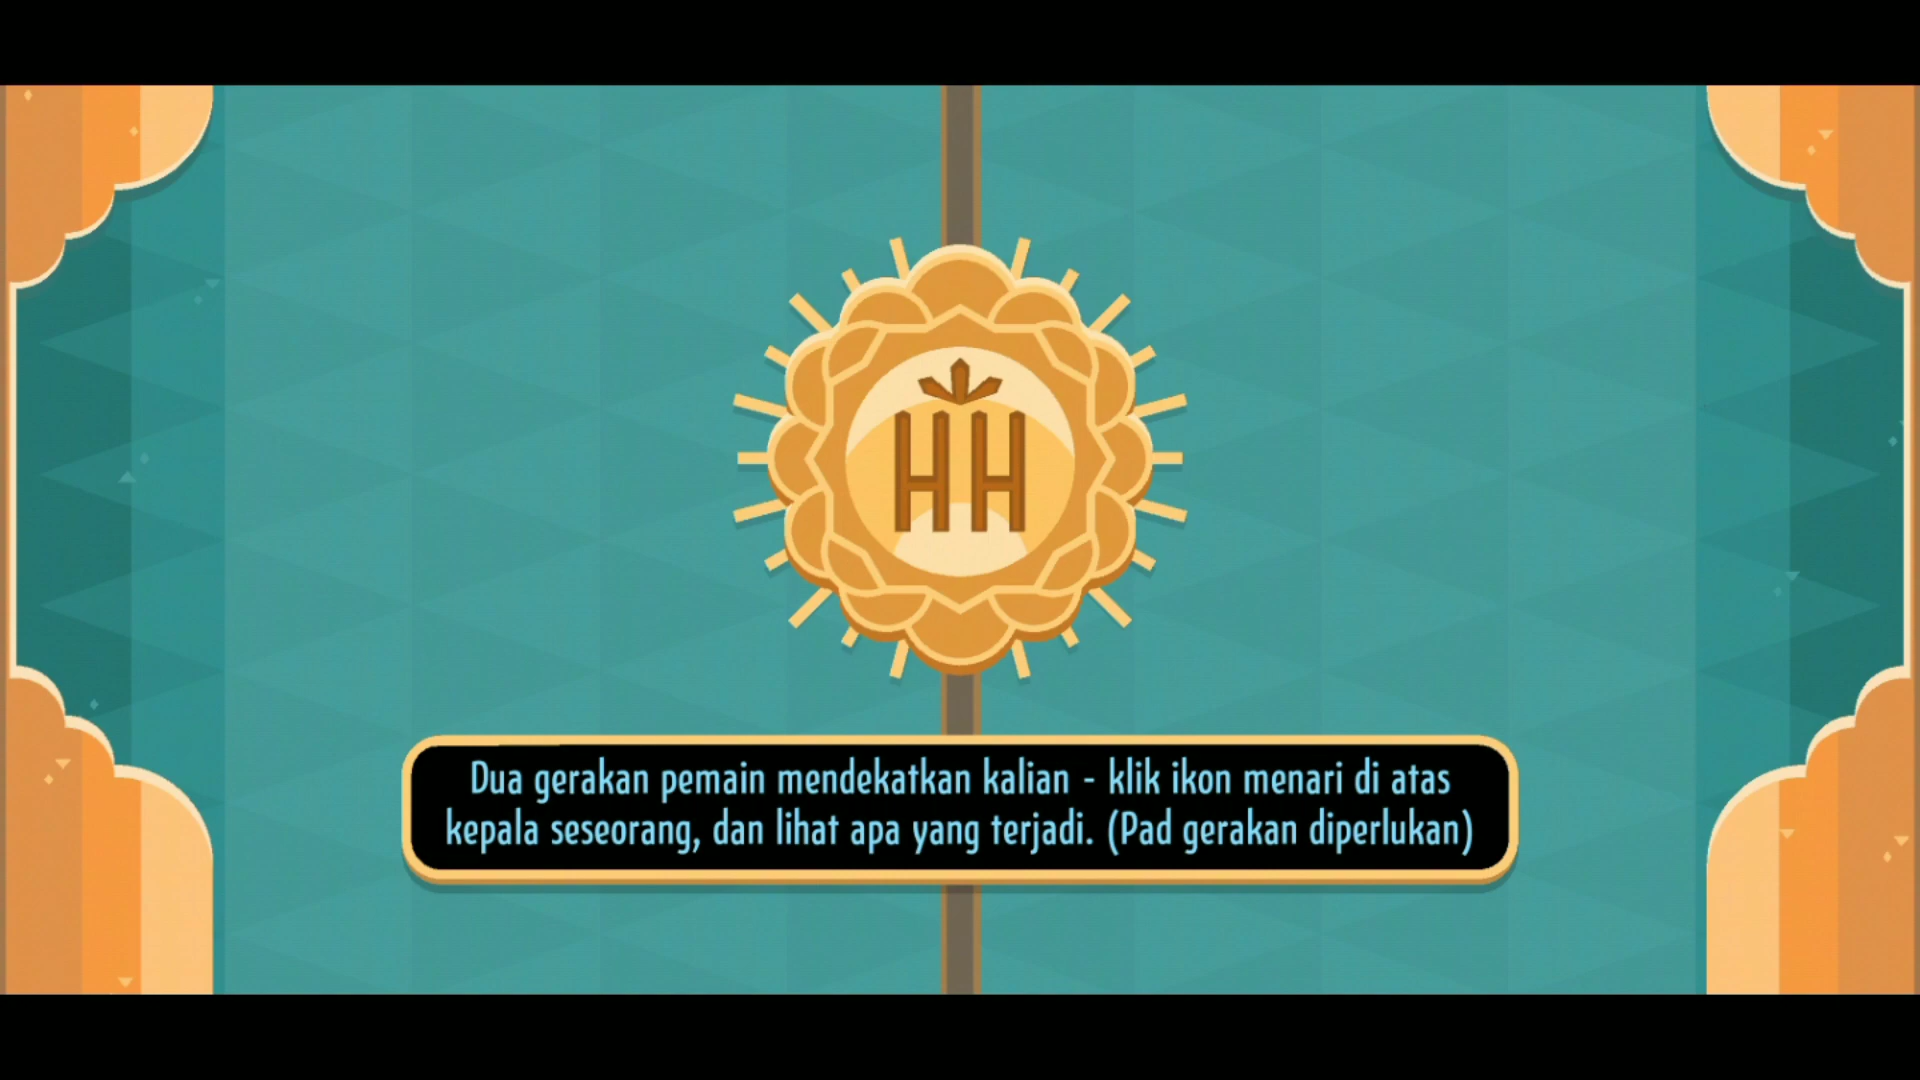 HH
Dua gerakan pemain mendekatkan kalian - klik ikon menari di atas
kepala seseorang, dan lihat apa yang terjadi. (Pad gerakan diperlukan)